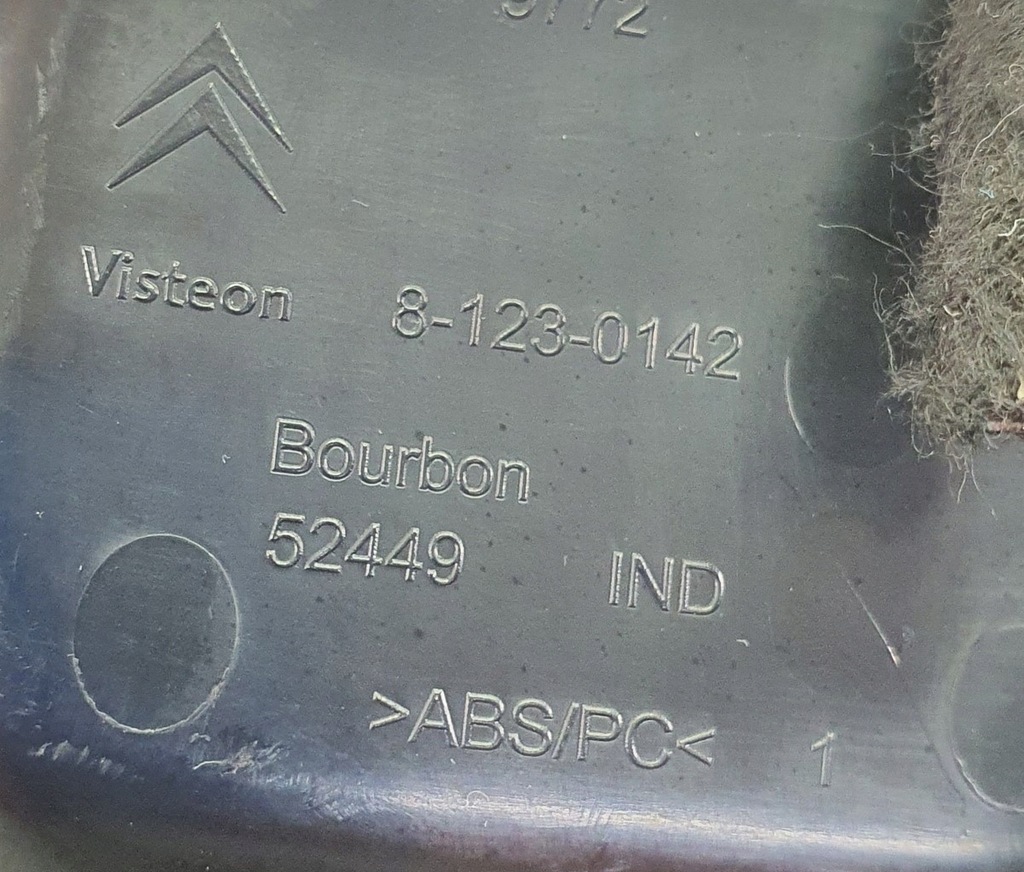 Visteon 8-123-0142
Bourbon
52449 IND
>ABS/PC< 1